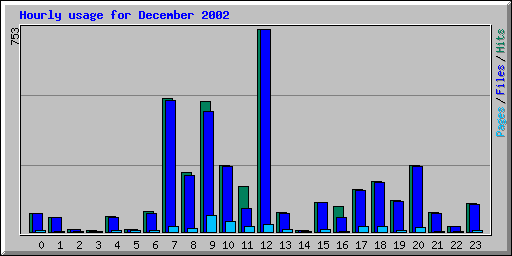 Hourly usage for December 2002
753
Pages / Files / Hits
0 1 2 3 4 5 6 7 8 9 10 11 12 13 14 15 16 17 18 19 20 21 22 23